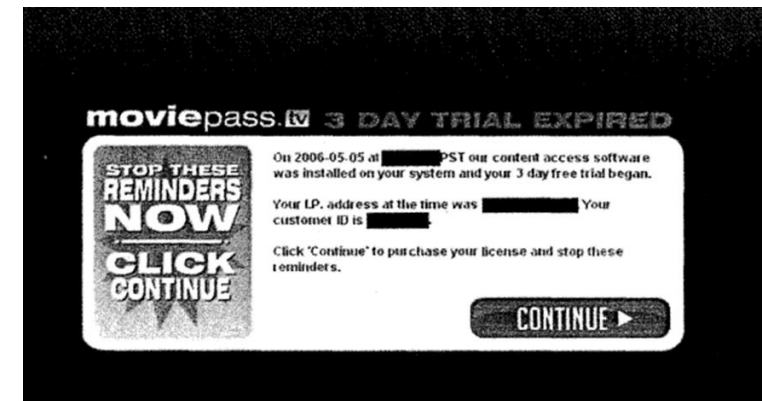 moviepass.tv 3 DAY TRIAL EXPIRED
STOP THESE
REMINDERS
NOW
CLICK
CONTINUE
On 2006-05-05 at PST our content access software
was installed on your system and your 3 day free trial began.
Your I.P. address at the time was Your
customer ID is .
Click 'Continue' to purchase your license and stop these
reminders.
CONTINUE